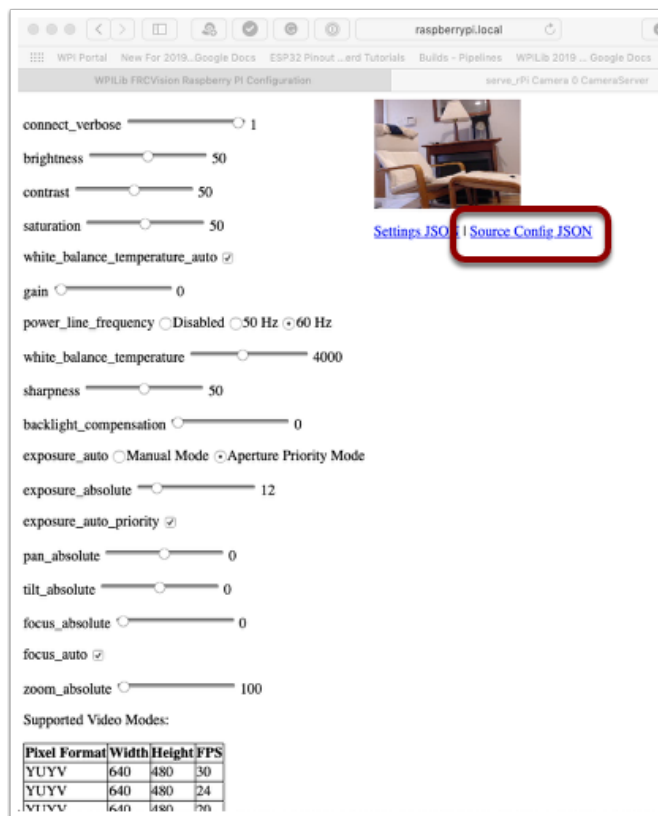 raspberrypi.local
WPI Portal New For 2019...Google Docs ESP32 Pinout ...erd Tutorials Builds - Pipelines WPILib 2019 ... Google Docs
WPILib FRCVision Raspberry PI Configuration
serve_rPi Camera 0 CameraServer
connect_verbose 1
brightness 50
contrast 50
saturation 50
white_balance_temperature_auto
gain 0
power_line_frequency Disabled 50 Hz 60 Hz
white_balance_temperature 4000
sharpness 50
backlight_compensation 0
exposure_auto Manual Mode Aperture Priority Mode
exposure_absolute 12
exposure_auto_priority
pan_absolute 0
tilt_absolute 0
focus_absolute 0
focus_auto
zoom_absolute 100
Supported Video Modes:
Pixel Format Width Height FPS
YUYV 640 480 30
YUYV 640 480 24
YUYV 640 480 20
Settings JSON | Source Config JSON